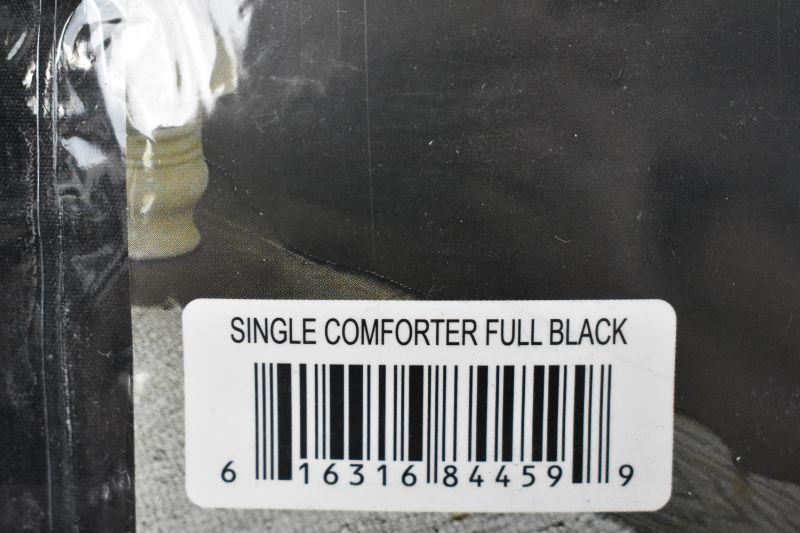 SINGLE COMFORTER FULL BLACK
6 16316 84459 9